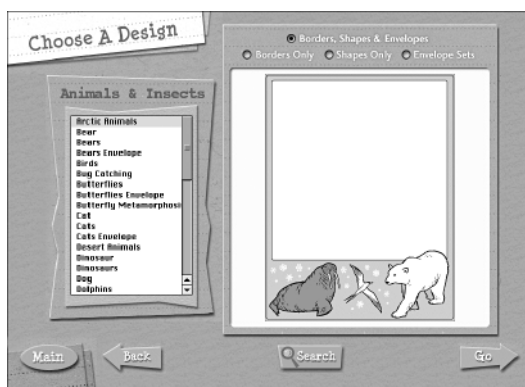 Choose A Design
Borders, Shapes & Envelopes
Borders Only Shapes Only Envelope Sets
Animals & Insects
Arctic Animals
Bear
Bears
Bears Envelope
Birds
Bug Catching
Butterflies
Butterflies Envelope
Butterfly Metamorphosi
Cat
Cats
Cats Envelope
Desert Animals
Dinosaur
Dinosaurs
Dog
Dolphins
Main
Back
Search
Go